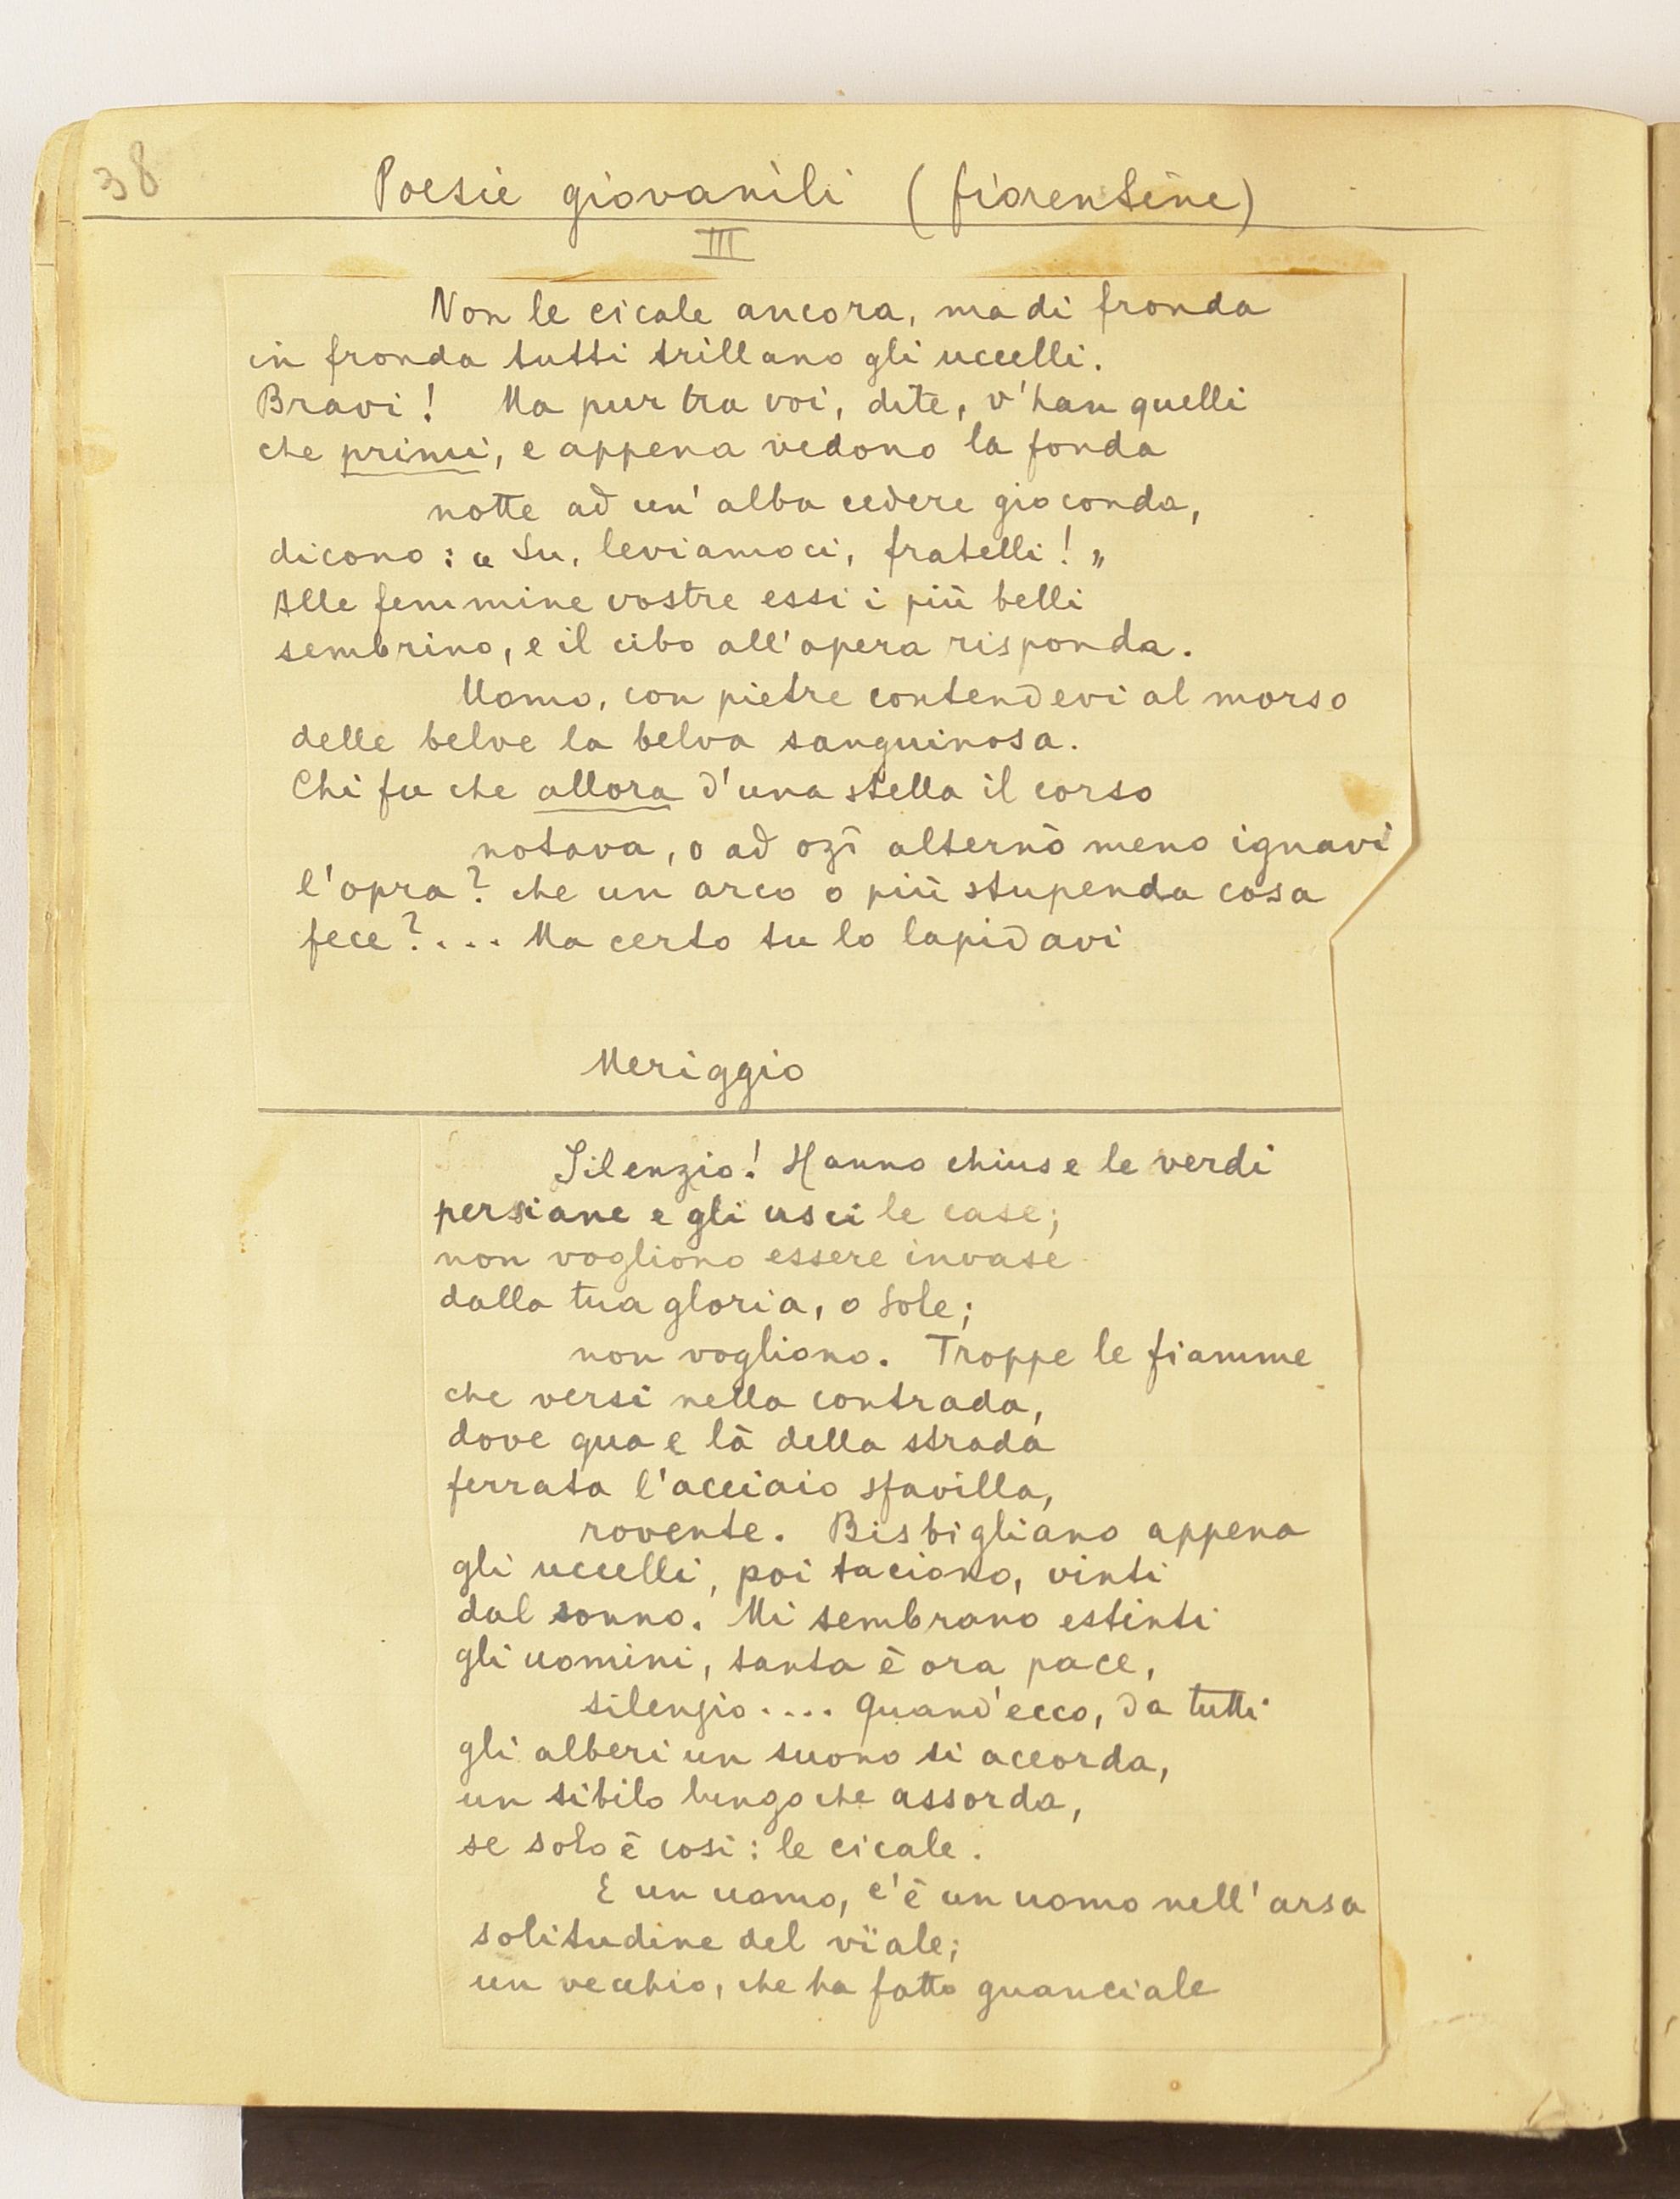 38
Poesie giovanili (fiorentine)
III
Non le cicale ancora, ma di fronda
in fronda tutti trillano gli uccelli.
Bravi! Ma pur tra voi, dite, v'han quelli
che primi, e appena vedono la fonda
notte ad un'alba cedere gioconda,
dicono: « Su, leviamoci, fratelli! »
Alle femmine vostre essi i più belli
sembrino, e il cibo all'opera risponda.
Uomo, con pietre contendevi al morso
delle belve la belva sanguinosa.
Chi fu che allora d'una stella il corso
notava, o ad ozî alternò meno ignavi
l'opra? che un arco o più stupenda cosa
fece?... Ma certo tu lo lapidavi
Meriggio
Silenzio! Hanno chiuse le verdi
persiane e gli usci le case;
non vogliono essere invase
dalla tua gloria, o Sole;
non vogliono. Troppe le fiamme
che versi nella contrada,
dove qua e là della strada
ferrata l'acciaio sfavilla,
rovente. Bisbigliano appena
gli uccelli, poi taciono, vinti
dal sonno. Mi sembrano estinti
gli uomini, tanta è ora pace,
silenzio.... Quand'ecco, da tutti
gli alberi un suono si accorda,
un sibilo lungo che assorda,
se solo è così: le cicale.
E un uomo, c'è un uomo nell'arsa
solitudine del vïale;
un vecchio, che ha fatto guanciale